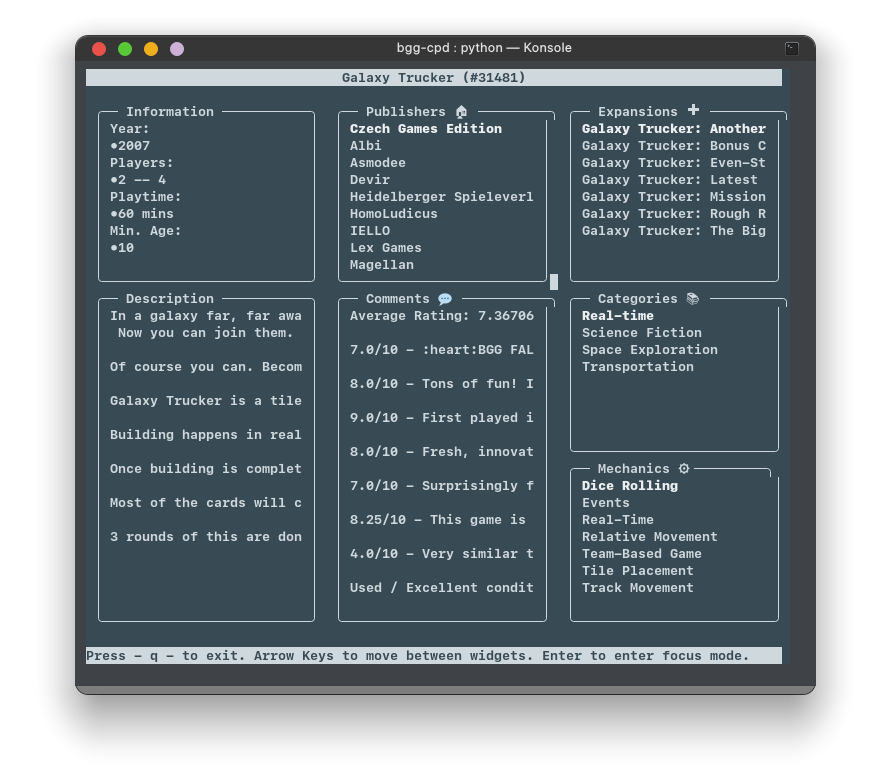 bgg-cpd : python — Konsole
Galaxy Trucker (#31481)
Information
Year:
•2007
Players:
•2 -- 4
Playtime:
•60 mins
Min. Age:
•10
Publishers 🏠
Czech Games Edition
Albi
Asmodee
Devir
Heidelberger Spieleverl
HomoLudicus
IELLO
Lex Games
Magellan
Expansions ➕
Galaxy Trucker: Another
Galaxy Trucker: Bonus C
Galaxy Trucker: Even-St
Galaxy Trucker: Latest
Galaxy Trucker: Mission
Galaxy Trucker: Rough R
Galaxy Trucker: The Big
Description
In a galaxy far, far awa
Now you can join them.
Of course you can. Becom
Galaxy Trucker is a tile
Building happens in real
Once building is complet
Most of the cards will c
3 rounds of this are don
Comments 💬
Average Rating: 7.36706
7.0/10 - :heart:BGG FAL
8.0/10 - Tons of fun! I
9.0/10 - First played i
8.0/10 - Fresh, innovat
7.0/10 - Surprisingly f
8.25/10 - This game is
4.0/10 - Very similar t
Used / Excellent condit
Categories 📚
Real-time
Science Fiction
Space Exploration
Transportation
Mechanics ⚙
Dice Rolling
Events
Real-Time
Relative Movement
Team-Based Game
Tile Placement
Track Movement
Press - q - to exit. Arrow Keys to move between widgets. Enter to enter focus mode.